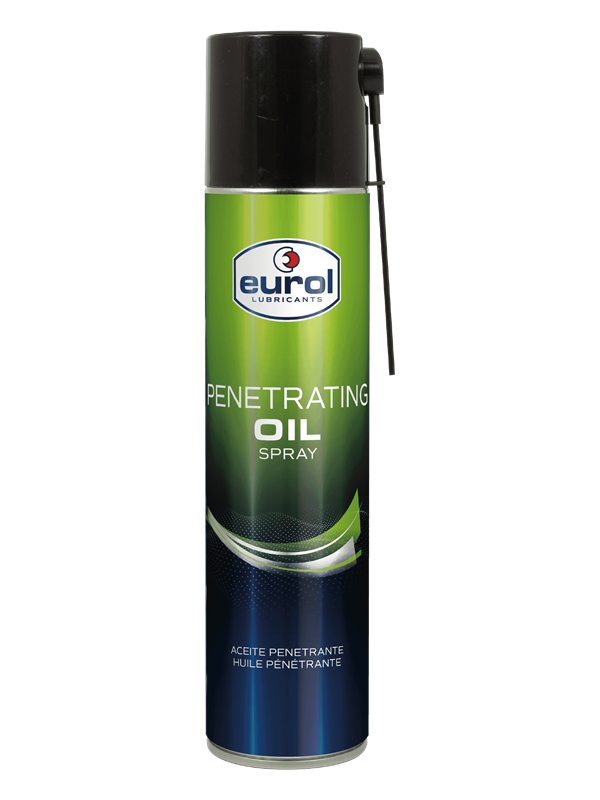 eurol
LUBRICANTS
PENETRATING
OIL
SPRAY
ACEITE PENETRANTE
HUILE PÉNÉTRANTE